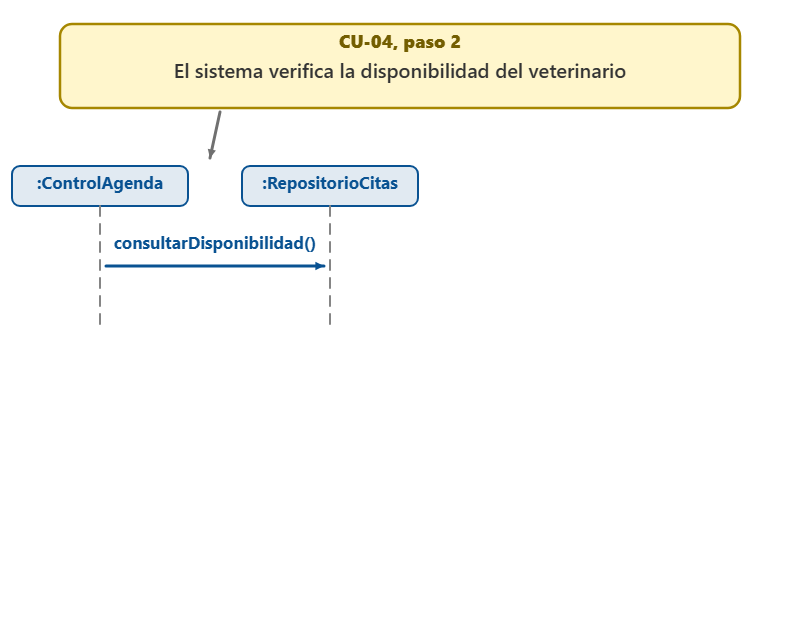 CU-04, paso 2
El sistema verifica la disponibilidad del veterinario
:ControlAgenda
:RepositorioCitas
consultarDisponibilidad()